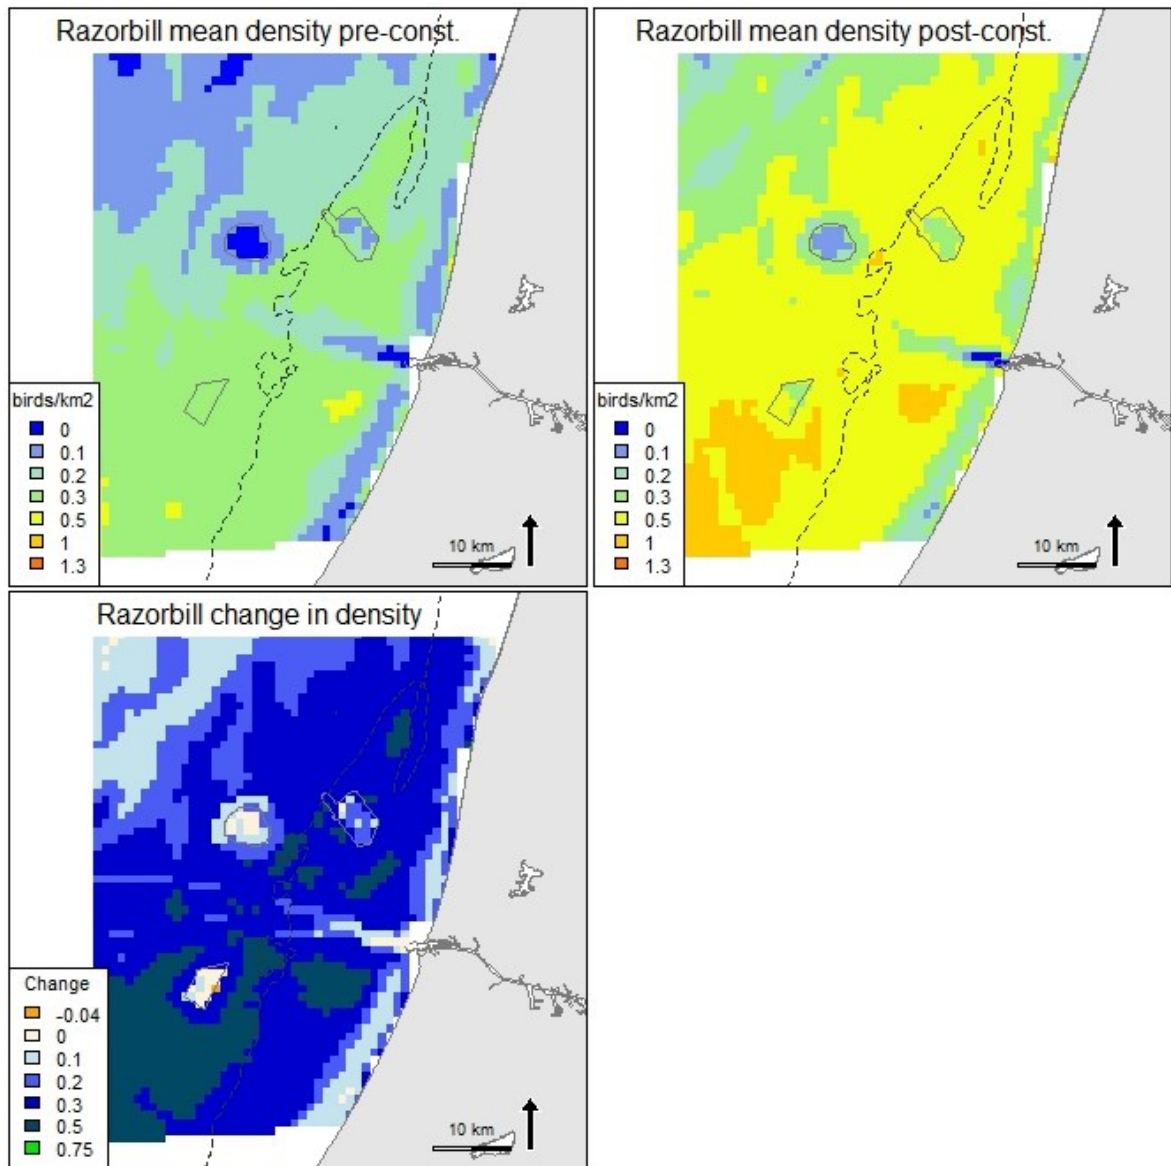 Razorbill mean density pre-const.
birds/km2
0
0.1
0.2
0.3
0.5
1
1.3
10 km
Razorbill mean density post-const.
birds/km2
0
0.1
0.2
0.3
0.5
1
1.3
10 km
Razorbill change in density
Change
-0.04
0
0.1
0.2
0.3
0.5
0.75
10 km